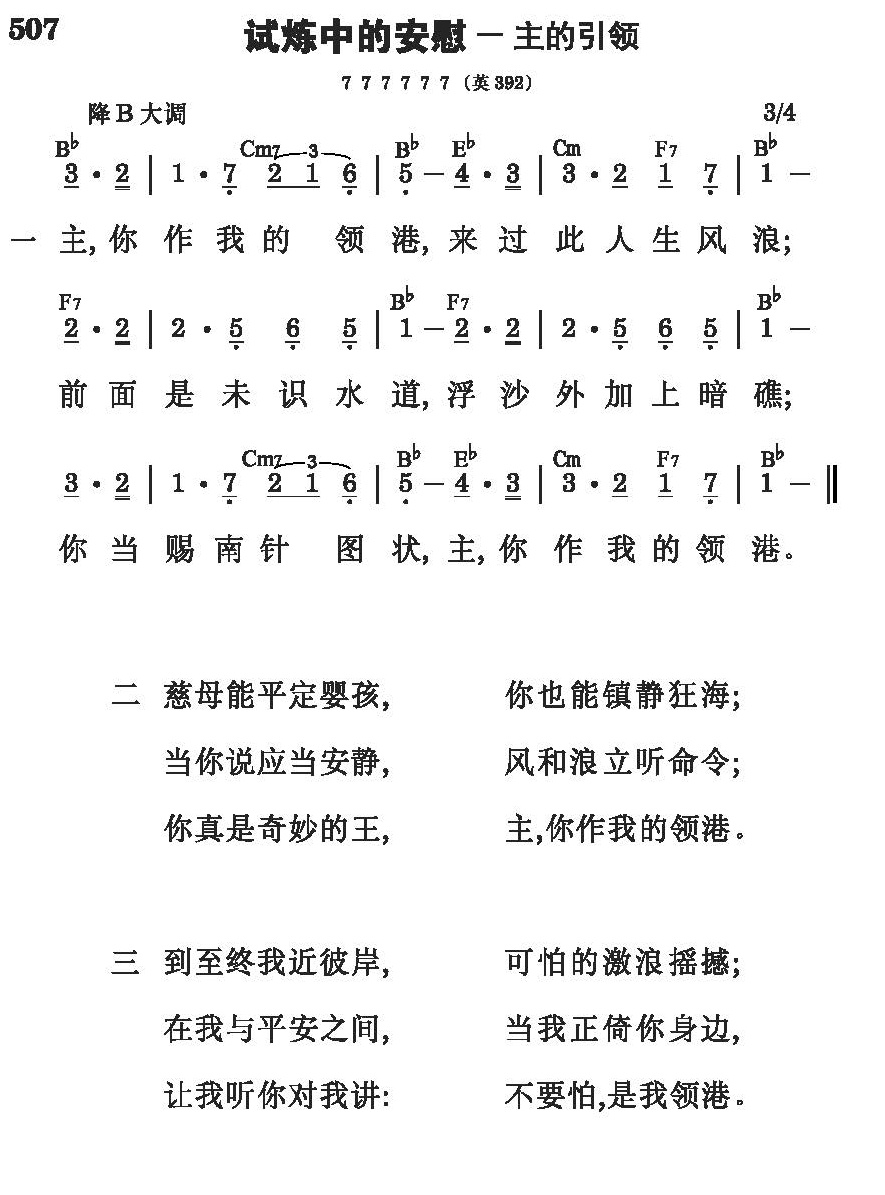 507
试炼中的安慰 — 主的引领
7 7 7 7 7 7 (英392)
降B大调 3/4
B♭ Cm7 3 B♭ E♭ Cm F7 B♭
3 · 2 | 1 · 7 2 1 6 | 5 — 4 · 3 | 3 · 2 1 7 | 1 —
一 主,你作我的领港,来过此人生风浪;
F7 B♭ F7 B♭
2 · 2 | 2 · 5 6 5 | 1 — 2 · 2 | 2 · 5 6 5 | 1 —
前面是未识水道,浮沙外加上暗礁;
Cm7 3 B♭ E♭ Cm F7 B♭
3 · 2 | 1 · 7 2 1 6 | 5 — 4 · 3 | 3 · 2 1 7 | 1 — ‖
你当赐南针图状,主,你作我的领港。
二 慈母能平定婴孩, 你也能镇静狂海;
当你说应当安静, 风和浪立听命令;
你真是奇妙的王, 主,你作我的领港。
三 到至终我近彼岸, 可怕的激浪摇撼;
在我与平安之间, 当我正倚你身边,
让我听你对我讲: 不要怕,是我领港。